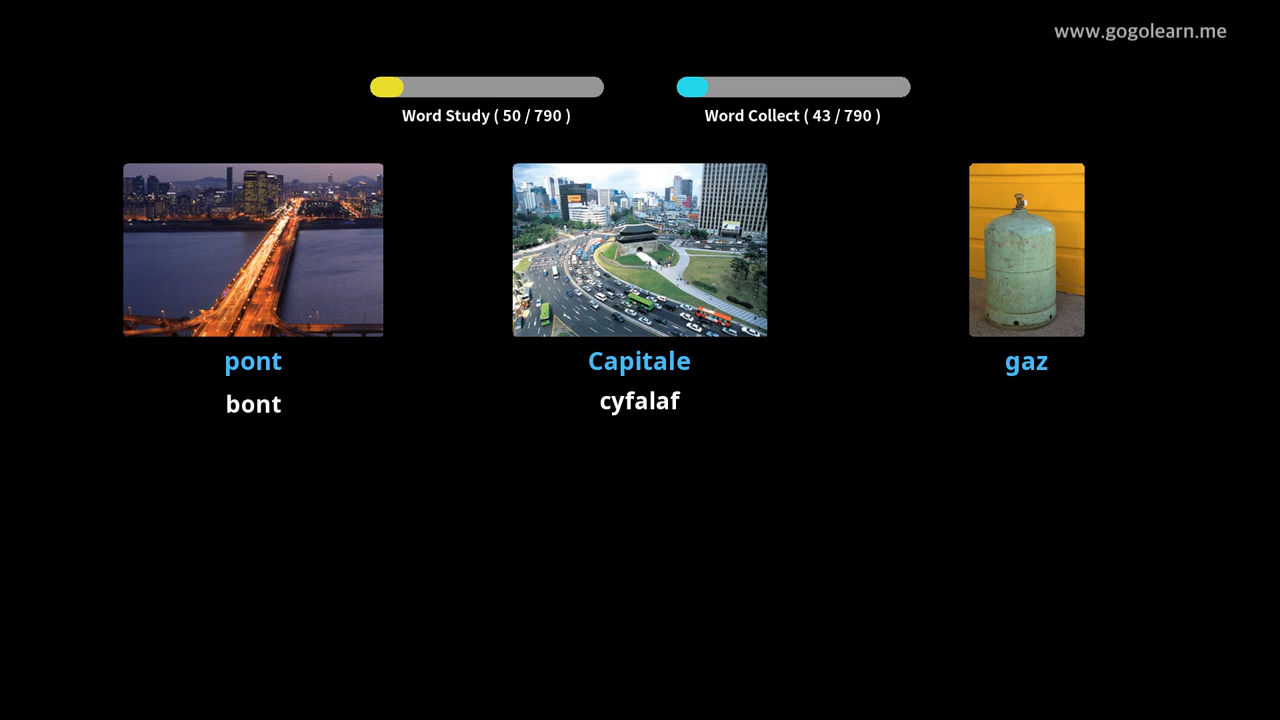 www.gogolearn.me
Word Study ( 50 / 790 )
Word Collect ( 43 / 790 )
pont
Capitale
gaz
bont
cyfalaf